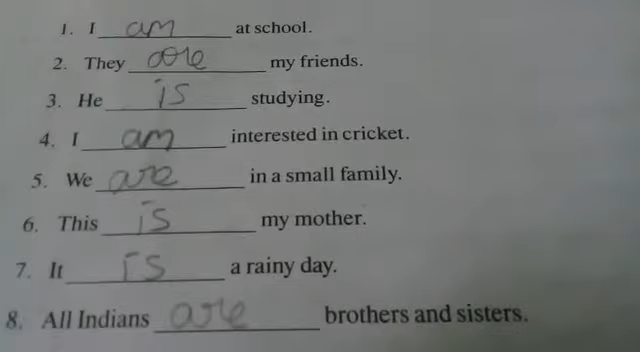 1. I am at school.
2. They are my friends.
3. He is studying.
4. I am interested in cricket.
5. We are in a small family.
6. This is my mother.
7. It is a rainy day.
8. All Indians are brothers and sisters.